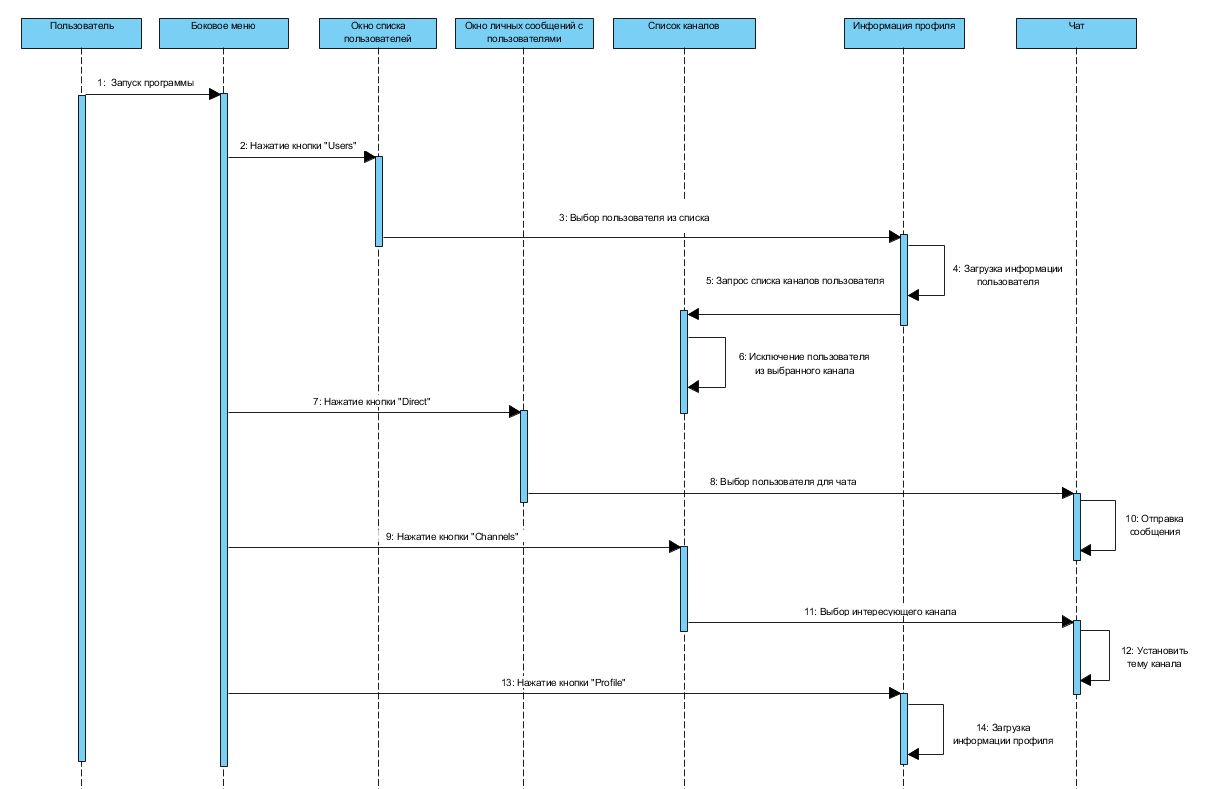 Пользователь
Боковое меню
Окно списка
пользователей
Окно личных сообщений с
пользователями
Список каналов
Информация профиля
Чат
1: Запуск программы
2: Нажатие кнопки "Users"
3: Выбор пользователя из списка
4: Загрузка информации
пользователя
5: Запрос списка каналов пользователя
6: Исключение пользователя
из выбранного канала
7: Нажатие кнопки "Direct"
8: Выбор пользователя для чата
10: Отправка
сообщения
9: Нажатие кнопки "Channels"
11: Выбор интересующего канала
12: Установить
тему канала
13: Нажатие кнопки "Profile"
14: Загрузка
информации профиля